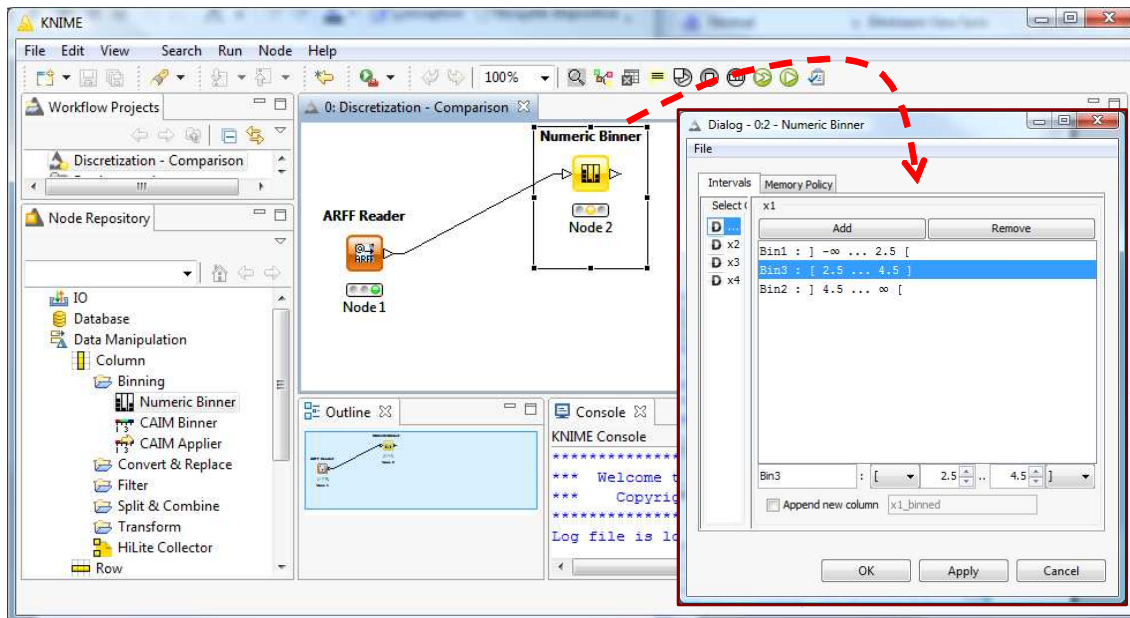 KNIME
File Edit View Search Run Node Help
100%
Workflow Projects
Discretization - Comparison
Node Repository
IO
Database
Data Manipulation
Column
Binning
Numeric Binner
CAIM Binner
CAIM Applier
Convert & Replace
Filter
Split & Combine
Transform
HiLite Collector
Row
0: Discretization - Comparison
ARFF Reader
ARFF
Node 1
Numeric Binner
Node 2
Outline
Console
KNIME Console
*** Welcome t
*** Copyrig
Log file is lo
Dialog - 0:2 - Numeric Binner
File
Intervals Memory Policy
Select (
D ...
D x2
D x3
D x4
x1
Add Remove
Bin1 : ] -∞ ... 2.5 [
Bin3 : [ 2.5 ... 4.5 ]
Bin2 : ] 4.5 ... ∞ [
Bin3 : [ 2.5 .. 4.5 ]
Append new column x1_binned
OK Apply Cancel